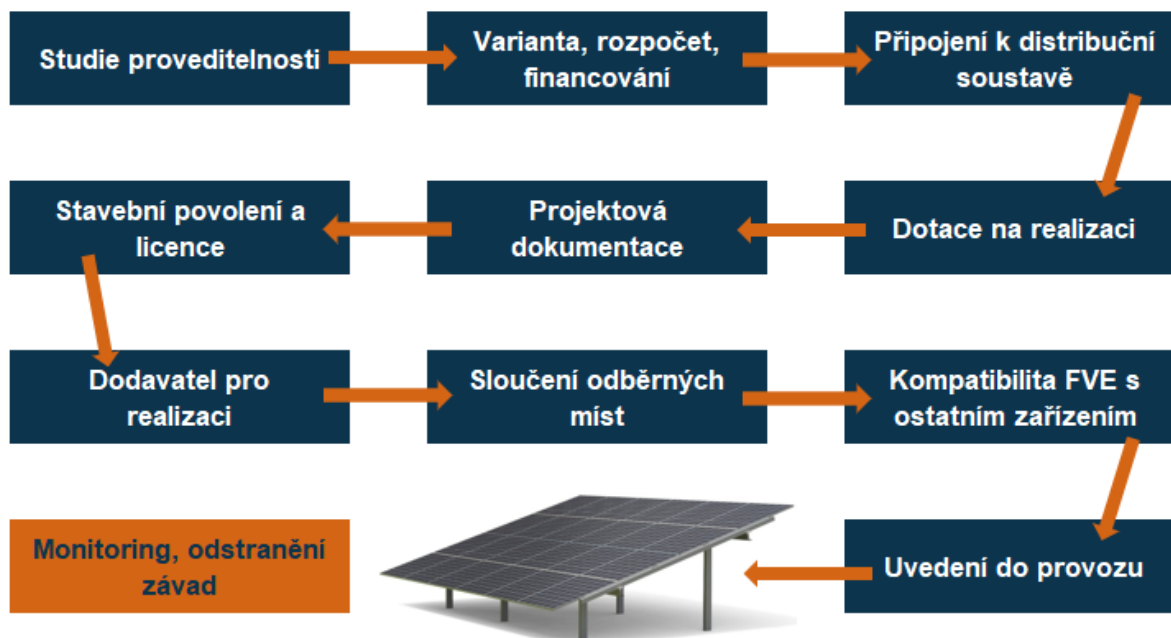 Studie proveditelnosti
Varianta, rozpočet,
financování
Připojení k distribuční
soustavě
Dotace na realizaci
Projektová
dokumentace
Stavební povolení a
licence
Dodavatel pro
realizaci
Sloučení odběrných
míst
Kompatibilita FVE s
ostatním zařízením
Uvedení do provozu
Monitoring, odstranění
závad